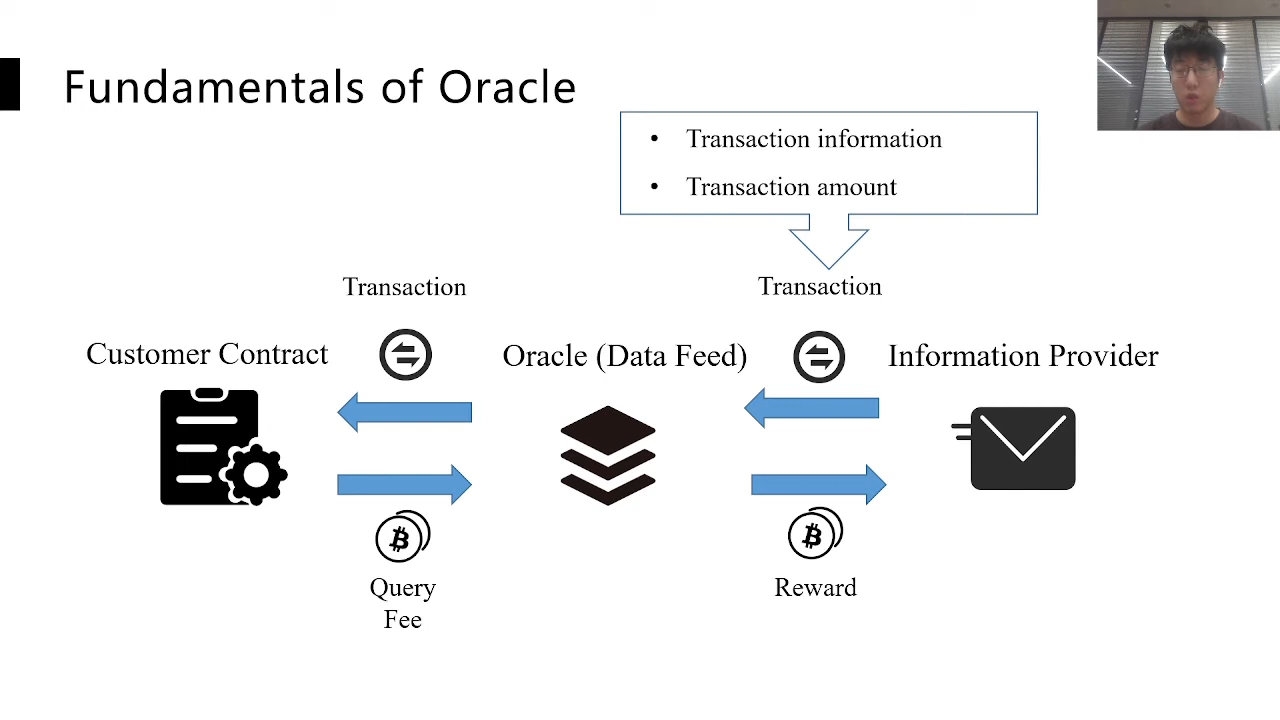 Fundamentals of Oracle
• Transaction information
• Transaction amount
Transaction
Transaction
Customer Contract
Oracle (Data Feed)
Information Provider
Query
Fee
Reward